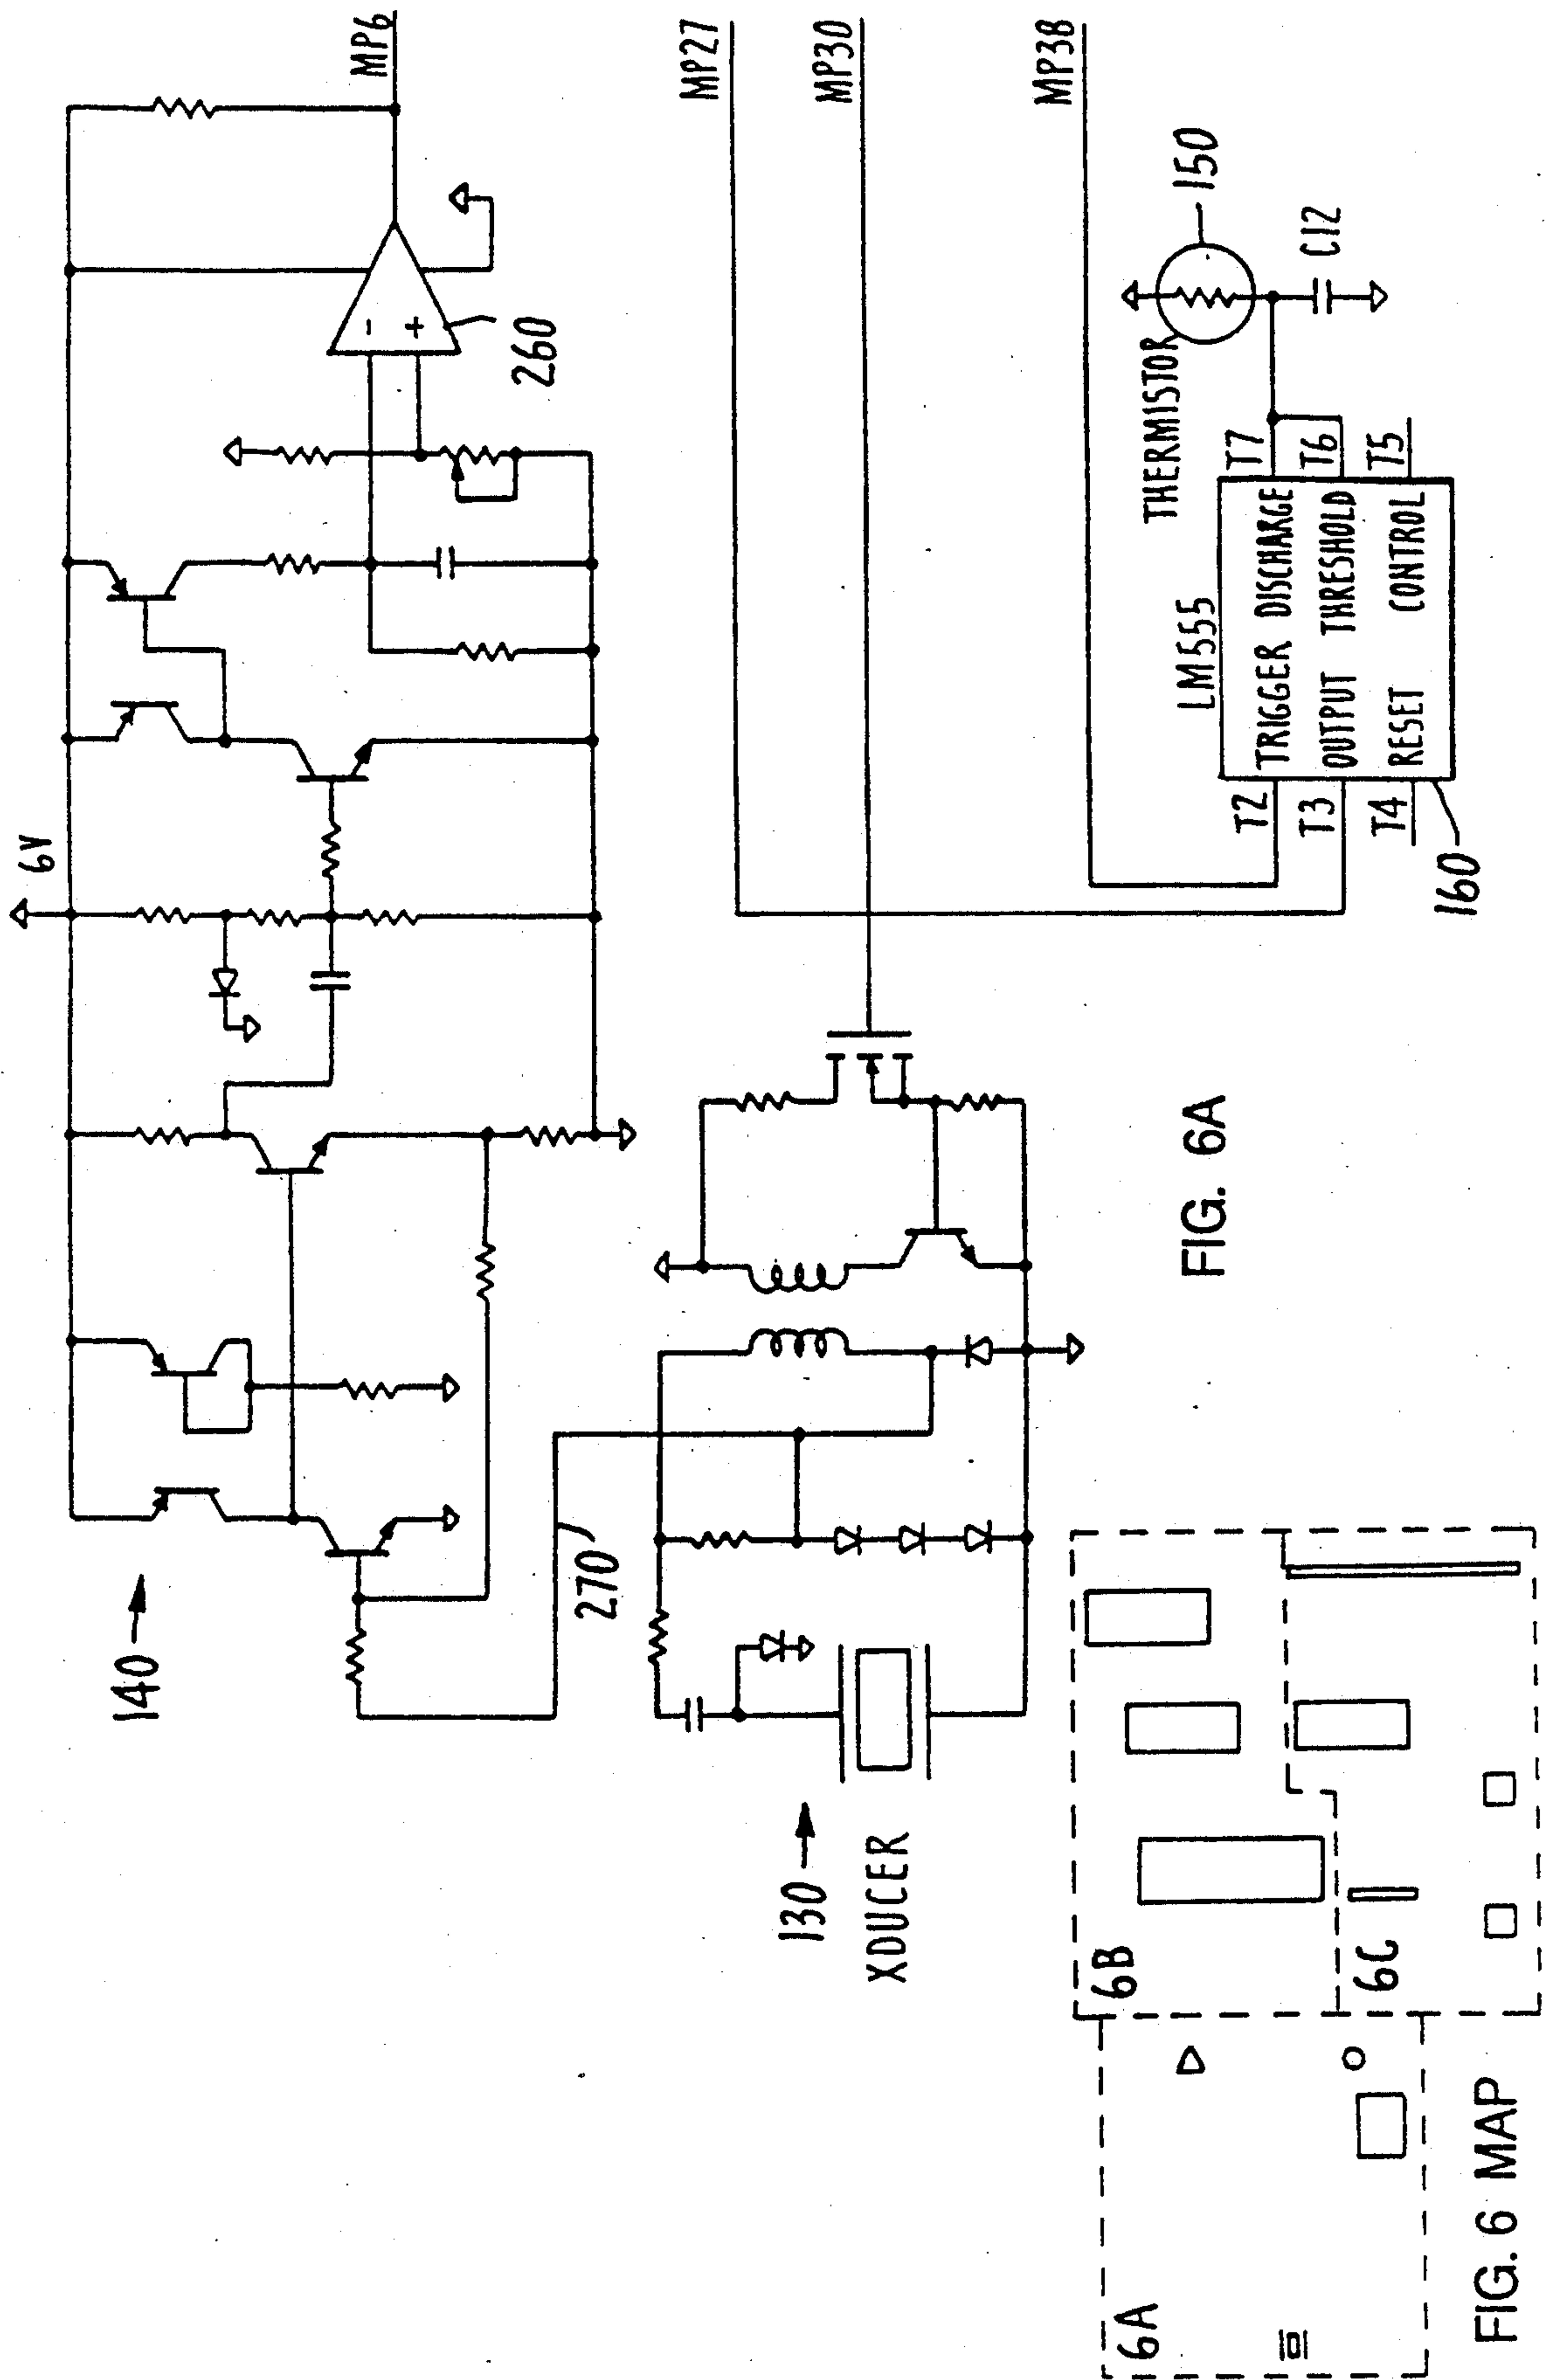 140
6V
MP6
260
270
130
XDUCER
MP27
MP30
MP38
THERMISTOR
150
C12
LM555
T2 TRIGGER DISCHARGE T7
T3 OUTPUT THRESHOLD T6
T4 RESET CONTROL T5
160
FIG. 6A
6A
6B
6C
FIG. 6 MAP